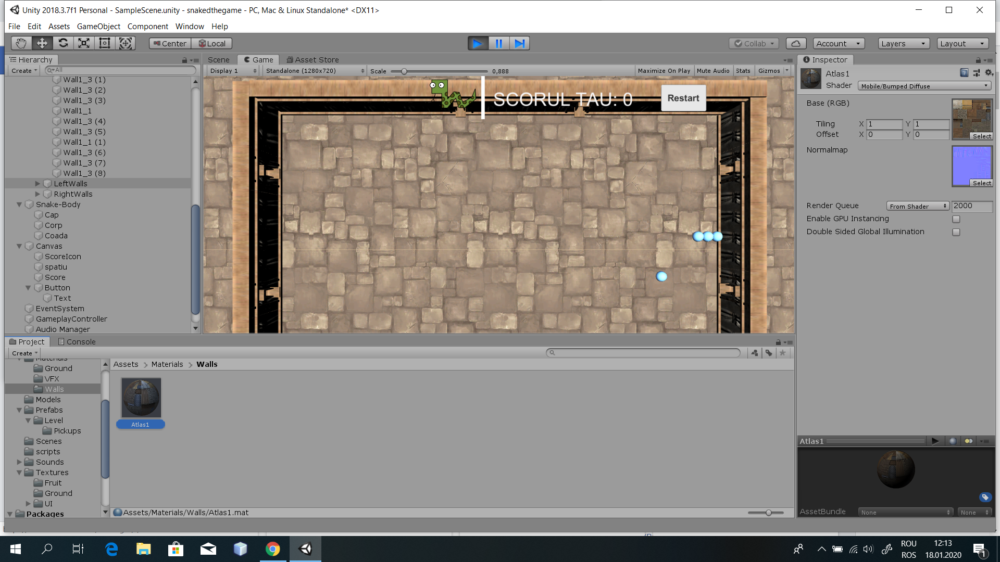 Unity 2018.3.7f1 Personal - SampleScene.unity - snakedthegame - PC, Mac & Linux Standalone* <DX11>
File Edit Assets GameObject Component Window Help
Center Local Collab Account Layers Layout
Hierarchy
Create All
Wall1_3 (1)
Wall1_3 (2)
Wall1_3 (3)
Wall1_1
Wall1_3 (4)
Wall1_3 (5)
Wall1_1 (1)
Wall1_3 (6)
Wall1_3 (7)
Wall1_3 (8)
LeftWalls
RightWalls
Snake-Body
Cap
Corp
Coada
Canvas
ScoreIcon
spatiu
Score
Button
Text
EventSystem
GameplayController
Audio Manager
Scene Game Asset Store
Display 1 Standalone (1280x720) Scale 0,888 Maximize On Play Mute Audio Stats Gizmos
SCORUL TAU: 0 Restart
Inspector
Atlas1
Shader Mobile/Bumped Diffuse
Base (RGB)
Tiling X 1 Y 1
Offset X 0 Y 0
Select
Normalmap
Select
Render Queue From Shader 2000
Enable GPU Instancing
Double Sided Global Illumination
Project Console
Create
Materials
Ground
VFX
Walls
Models
Prefabs
Level
Pickups
Scenes
scripts
Sounds
Textures
Fruit
Ground
UI
Packages
Assets Materials Walls
Atlas1
Assets/Materials/Walls/Atlas1.mat
Atlas1
AssetBundle None None
ROU
ROS
12:13
18.01.2020
1